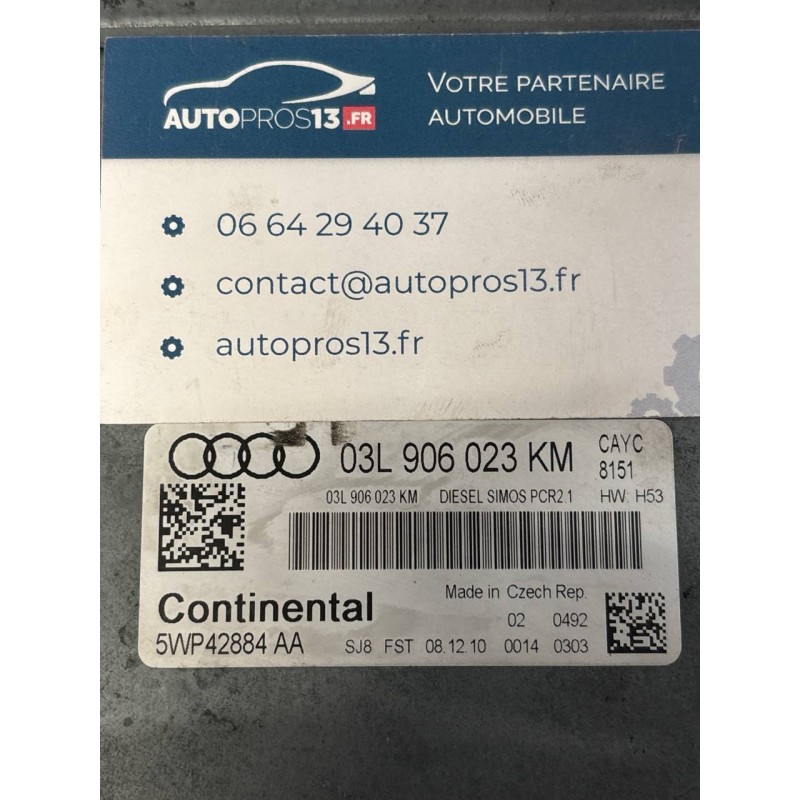 AUTOPROS13.FR
VOTRE PARTENAIRE
AUTOMOBILE
06 64 29 40 37
contact@autopros13.fr
autopros13.fr
03L 906 023 KM
CAYC
8151
03L 906 023 KM DIESEL SIMOS PCR2 1 HW: H53
Made in Czech Rep.
Continental
02 0492
5WP42884 AA
SJ8 FST 08.12.10 0014 0303